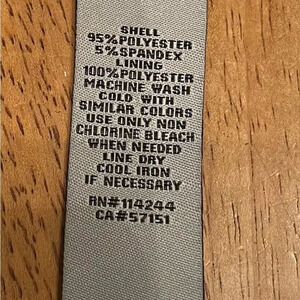 SHELL
95%POLYESTER
5%SPANDEX
LINING
100%POLYESTER
MACHINE WASH
COLD WITH
SIMILAR COLORS
USE ONLY NON
CHLORINE BLEACH
WHEN NEEDED
LINE DRY
COOL IRON
IF NECESSARY
RN#114244
CA#57151